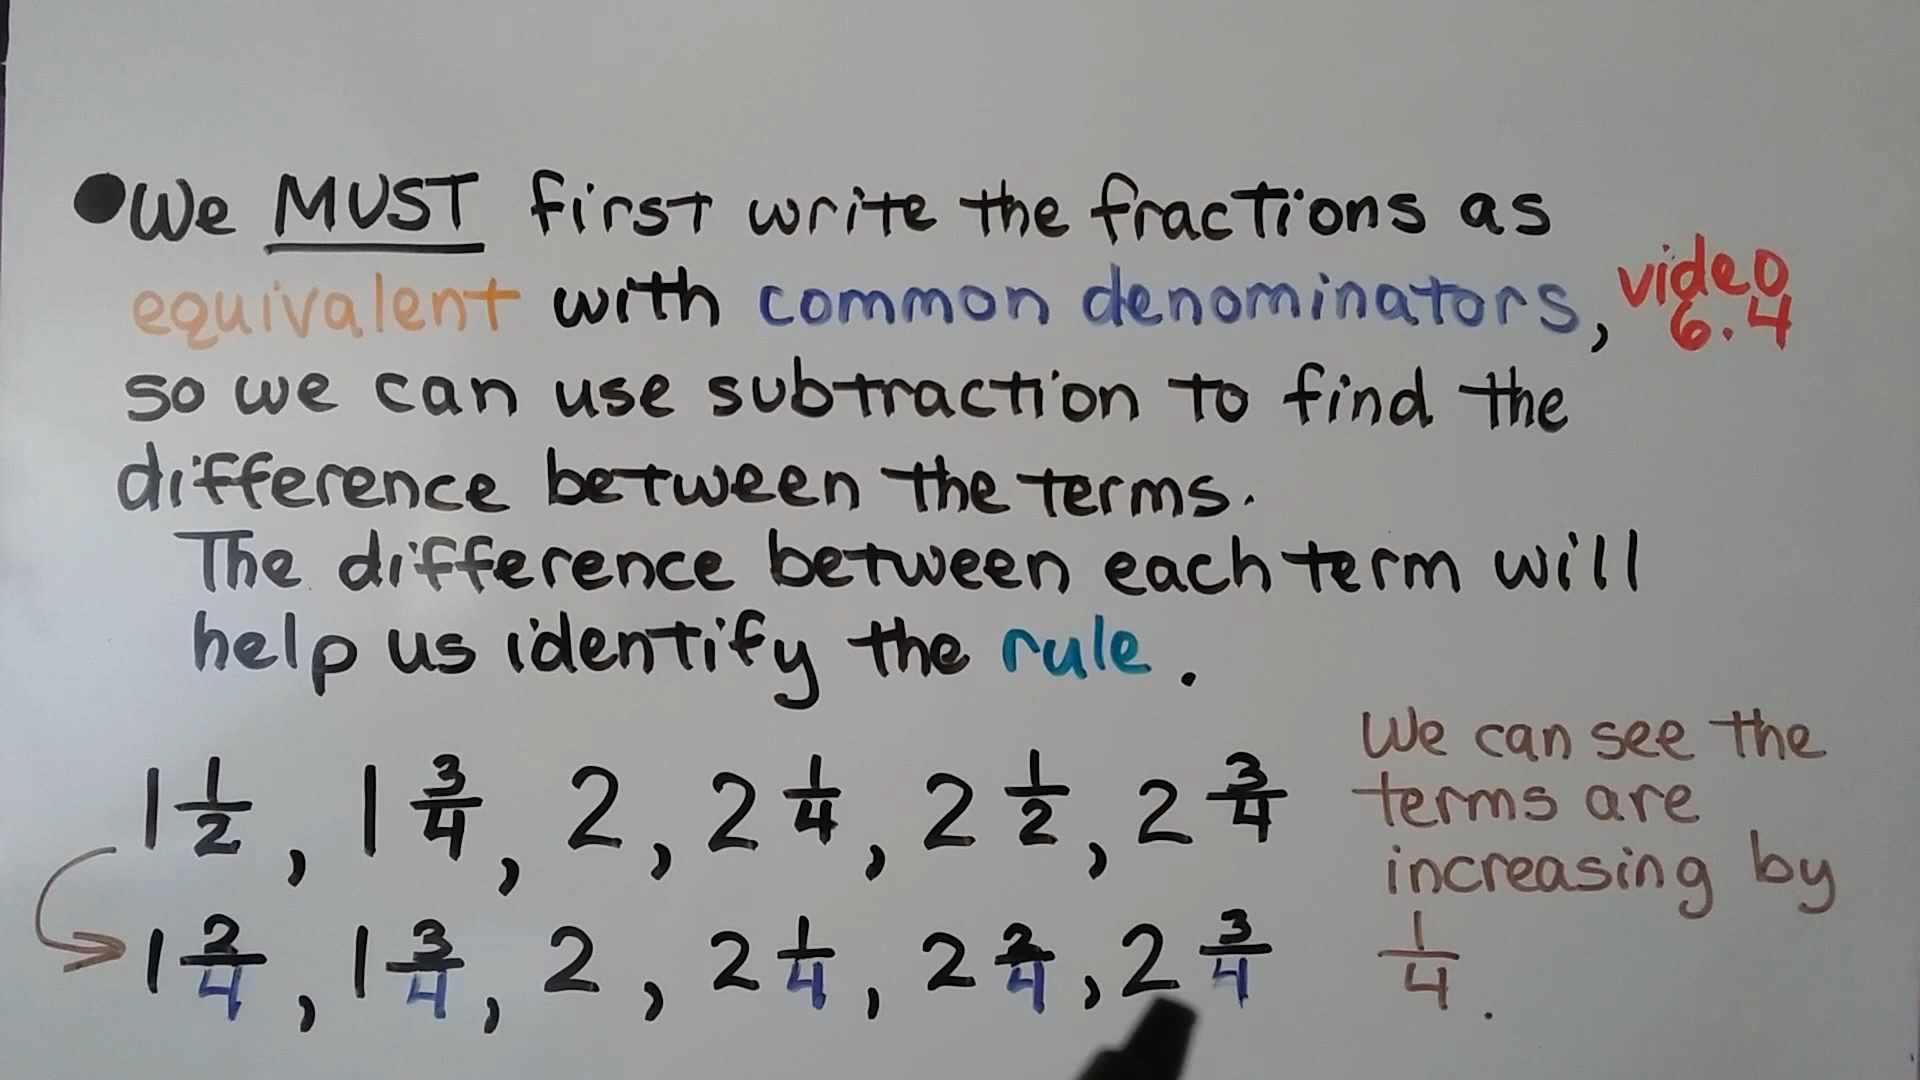 ●We MUST first write the fractions as
equivalent with common denominators, video 6.4
so we can use subtraction to find the
difference between the terms.
The difference between each term will
help us identify the rule.
1 1/2, 1 3/4, 2, 2 1/4, 2 1/2, 2 3/4
1 2/4, 1 3/4, 2, 2 1/4, 2 2/4, 2 3/4
We can see the
terms are
increasing by
1/4.